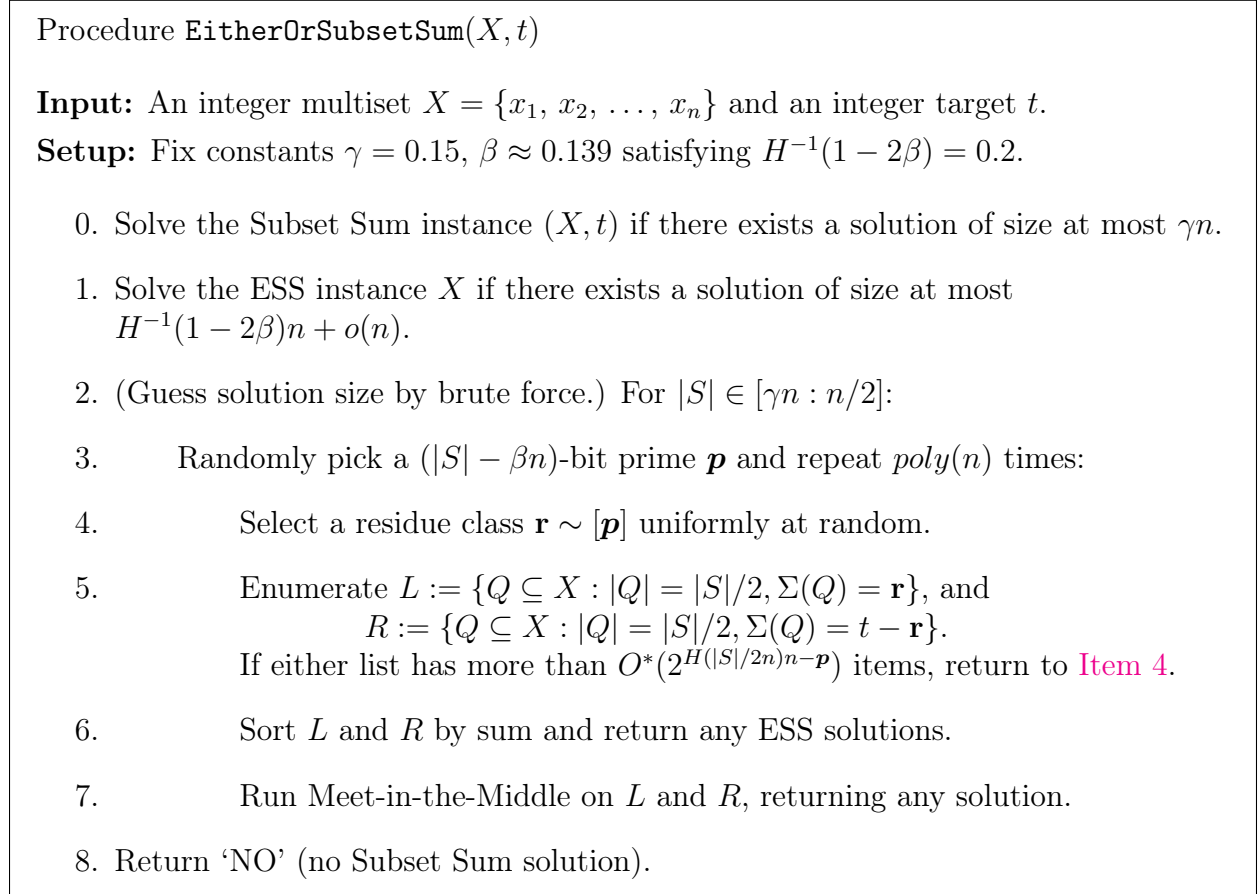 Procedure EitherOrSubsetSum(X, t)
Input: An integer multiset X = {x₁, x₂, …, xₙ} and an integer target t.
Setup: Fix constants γ = 0.15, β ≈ 0.139 satisfying H⁻¹(1 − 2β) = 0.2.
0. Solve the Subset Sum instance (X, t) if there exists a solution of size at most γn.
1. Solve the ESS instance X if there exists a solution of size at most
H⁻¹(1 − 2β)n + o(n).
2. (Guess solution size by brute force.) For |S| ∈ [γn : n/2]:
3. Randomly pick a (|S| − βn)-bit prime p and repeat poly(n) times:
4. Select a residue class r ∼ [p] uniformly at random.
5. Enumerate L := {Q ⊆ X : |Q| = |S|/2, Σ(Q) = r}, and
R := {Q ⊆ X : |Q| = |S|/2, Σ(Q) = t − r}.
If either list has more than O*(2^{H(|S|/2n)n−p}) items, return to Item 4.
6. Sort L and R by sum and return any ESS solutions.
7. Run Meet-in-the-Middle on L and R, returning any solution.
8. Return ‘NO’ (no Subset Sum solution).